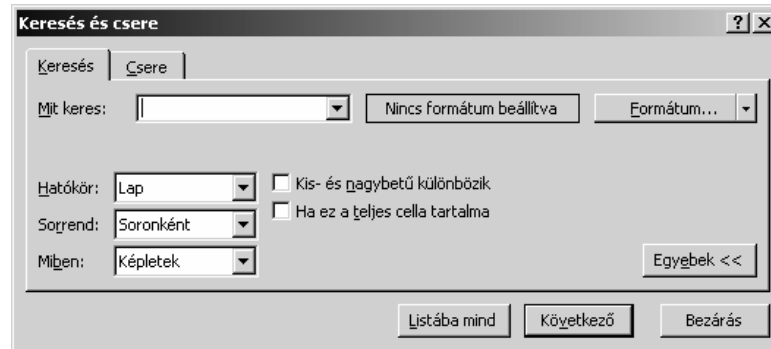 Keresés és csere
Keresés Csere
Mit keres: Nincs formátum beállítva Formátum...
Hatókör: Lap Kis- és nagybetű különbözik
Sorrend: Soronként Ha ez a teljes cella tartalma
Miben: Képletek Egyebek <<
Listába mind Következő Bezárás